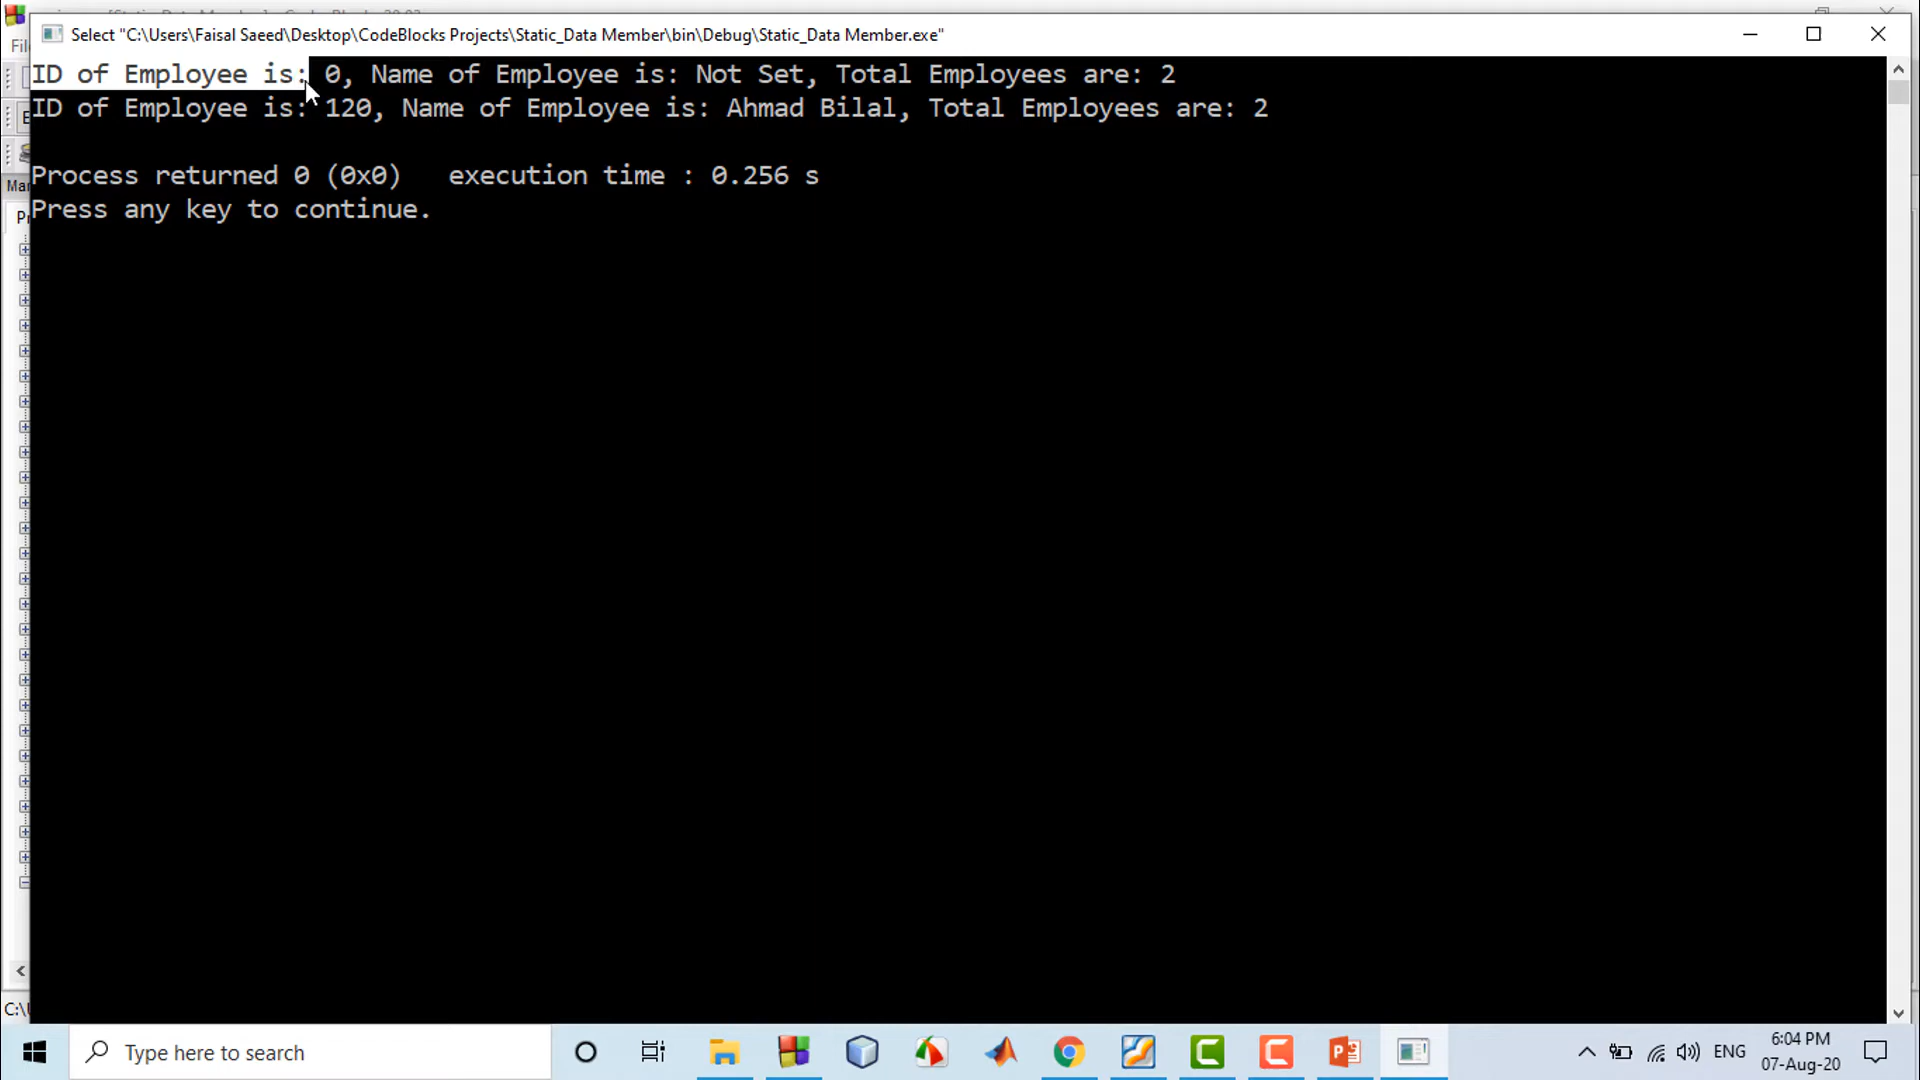 Select "C:\Users\Faisal Saeed\Desktop\CodeBlocks Projects\Static_Data Member\bin\Debug\Static_Data Member.exe"
ID of Employee is: 0, Name of Employee is: Not Set, Total Employees are: 2
ID of Employee is: 120, Name of Employee is: Ahmad Bilal, Total Employees are: 2
Process returned 0 (0x0) execution time : 0.256 s
Press any key to continue.
Type here to search
ENG
6:04 PM
07-Aug-20